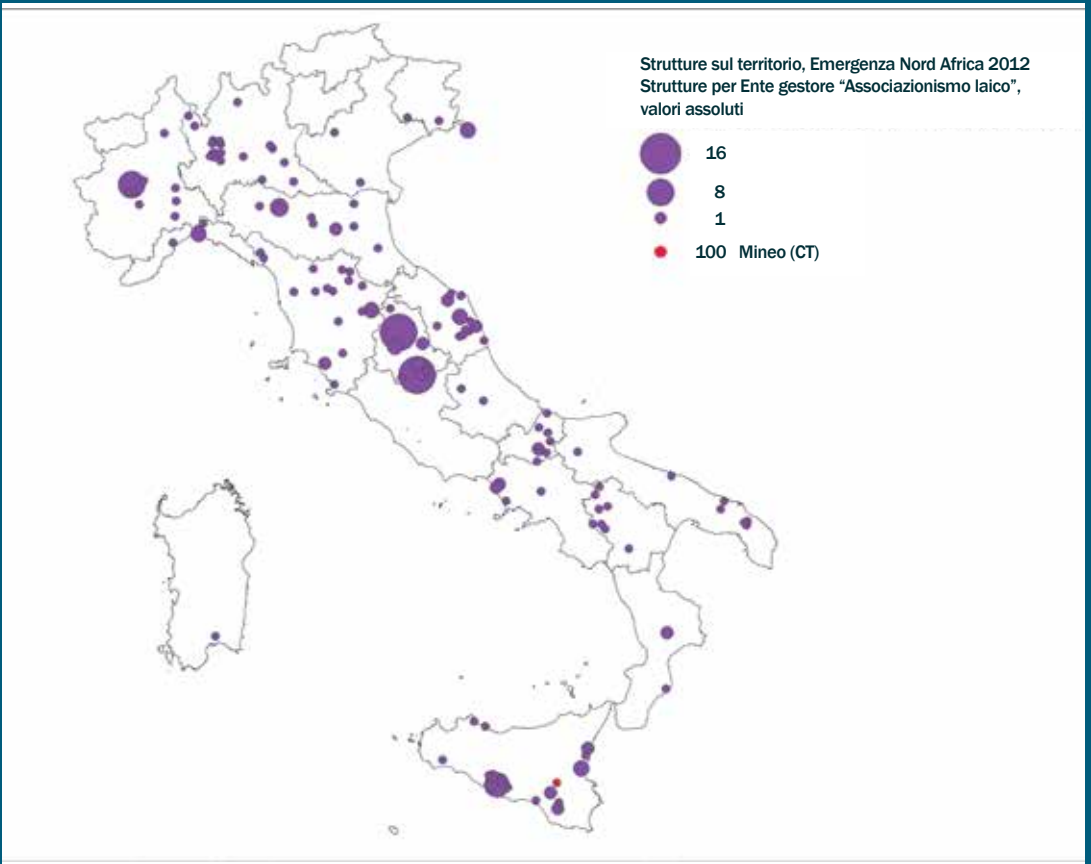 Strutture sul territorio, Emergenza Nord Africa 2012
Strutture per Ente gestore “Associazionismo laico”,
valori assoluti
16
8
1
100 Mineo (CT)